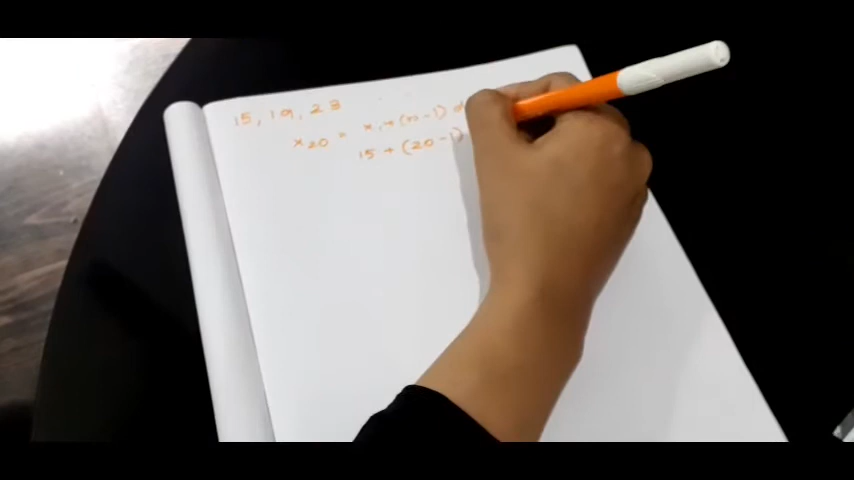 15, 19, 23
x₂₀ = x₁ + (n-1) d
15 + (20-1)